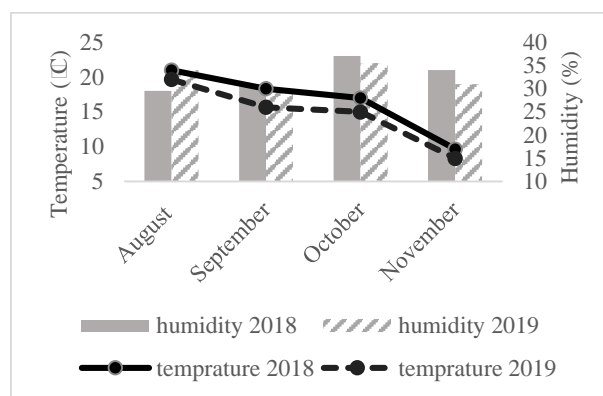 25
20
15
10
5
Temperature (�C)
40
35
30
25
20
15
10
Humidity (%)
August
September
October
November
humidity 2018
humidity 2019
temprature 2018
temprature 2019